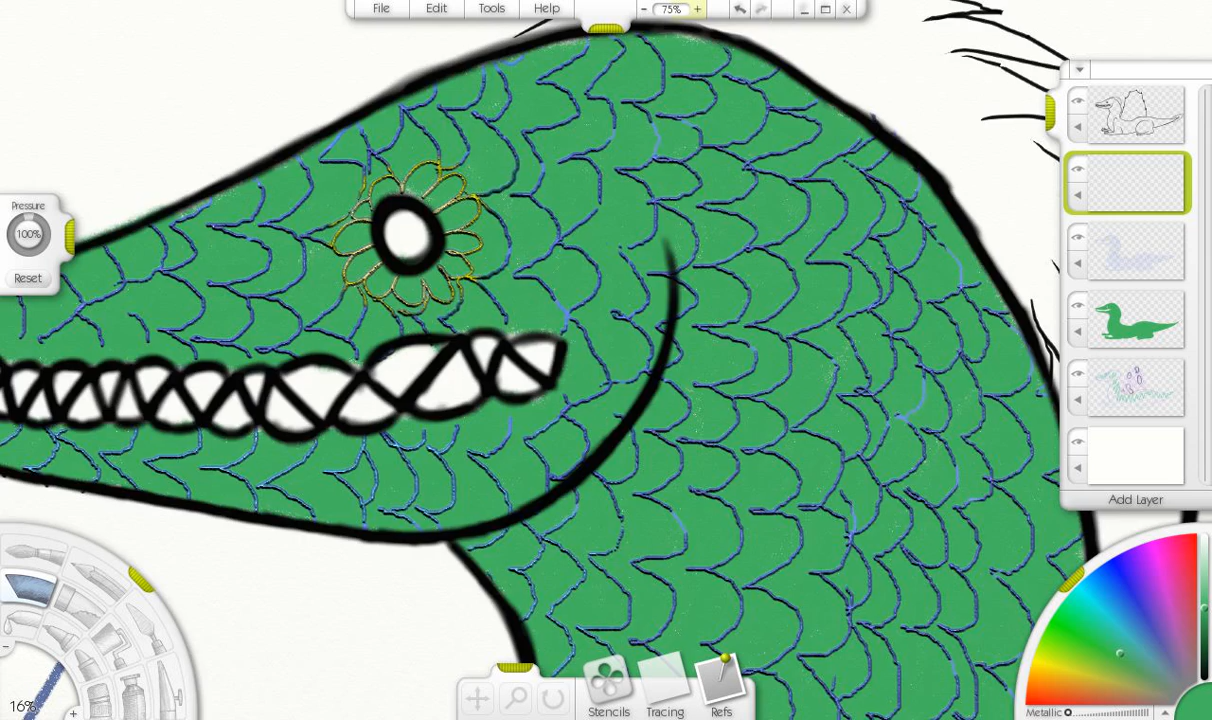 File Edit Tools Help - 75% +
Pressure
100%
Reset
Add Layer
16%
Stencils Tracing Refs
Metallic